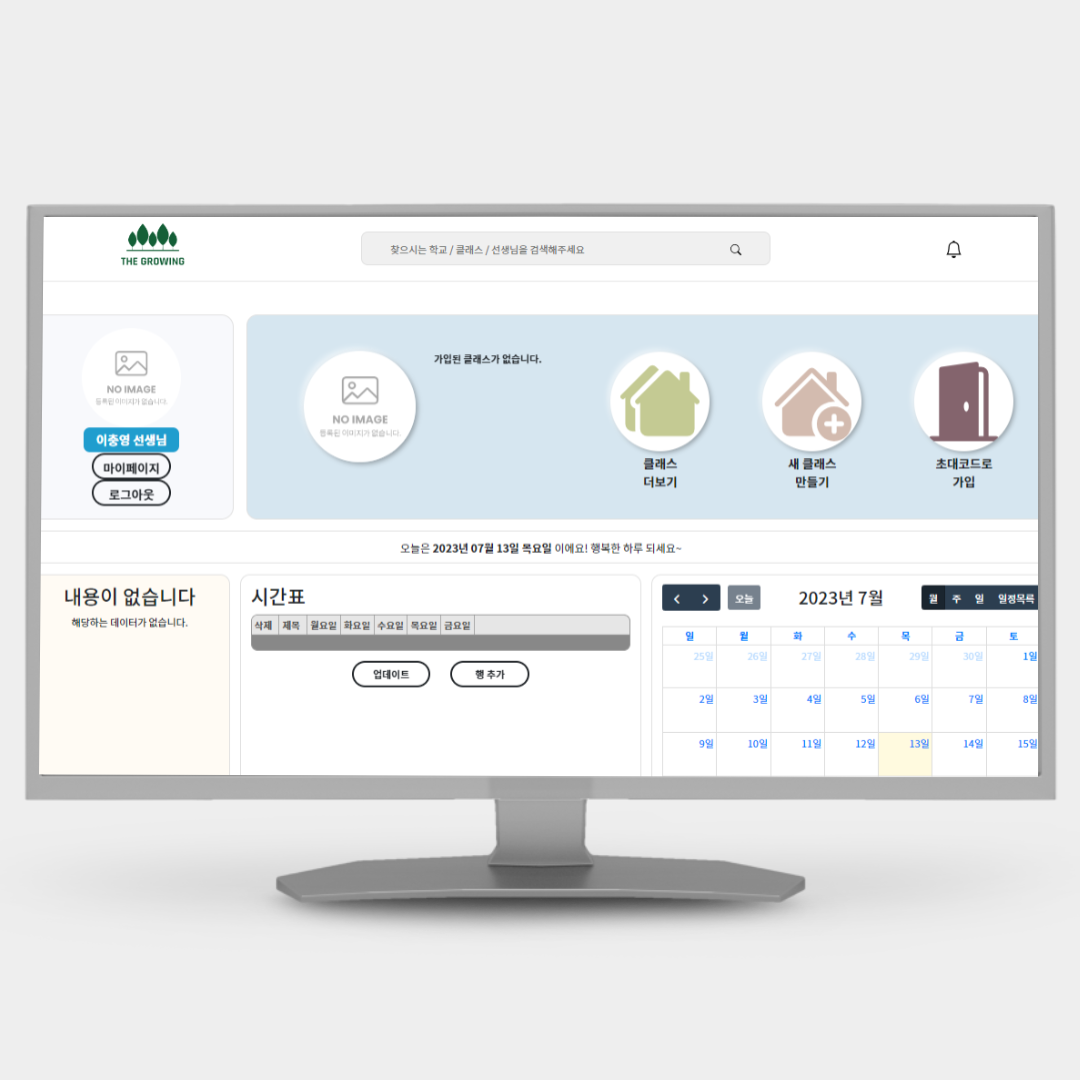 THE GROWING
찾으시는 학교 / 클래스 / 선생님을 검색해주세요
NO IMAGE
등록된 이미지가 없습니다.
이충영 선생님
마이페이지
로그아웃
NO IMAGE
등록된 이미지가 없습니다.
가입된 클래스가 없습니다.
클래스
더보기
새 클래스
만들기
초대코드로
가입
오늘은 2023년 07월 13일 목요일 이에요! 행복한 하루 되세요~
내용이 없습니다
해당하는 데이터가 없습니다.
시간표
삭제 제목 월요일 화요일 수요일 목요일 금요일
업데이트 행 추가
오늘 2023년 7월 월 주 일 일정목록
일 월 화 수 목 금 토
25일 26일 27일 28일 29일 30일 1일
2일 3일 4일 5일 6일 7일 8일
9일 10일 11일 12일 13일 14일 15일